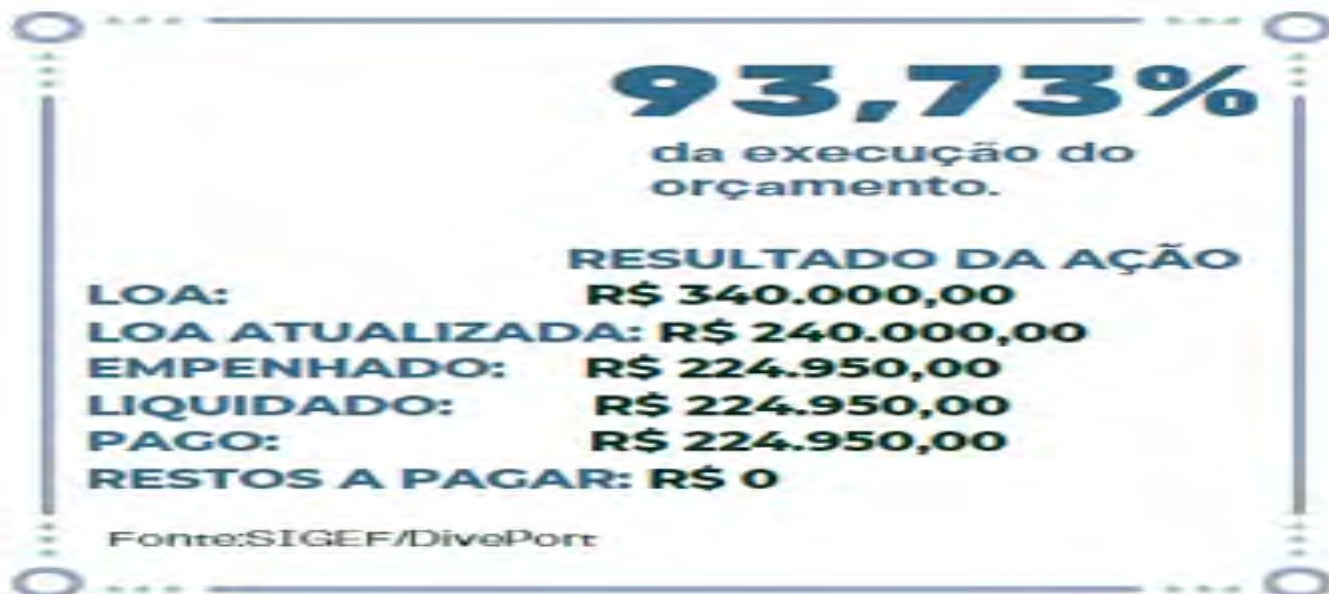 93,73%
da execução do
orçamento.
RESULTADO DA AÇÃO
LOA: R$ 340.000,00
LOA ATUALIZADA: R$ 240.000,00
EMPENHADO: R$ 224.950,00
LIQUIDADO: R$ 224.950,00
PAGO: R$ 224.950,00
RESTOS A PAGAR: R$ 0
Fonte:SIGEF/DivePort